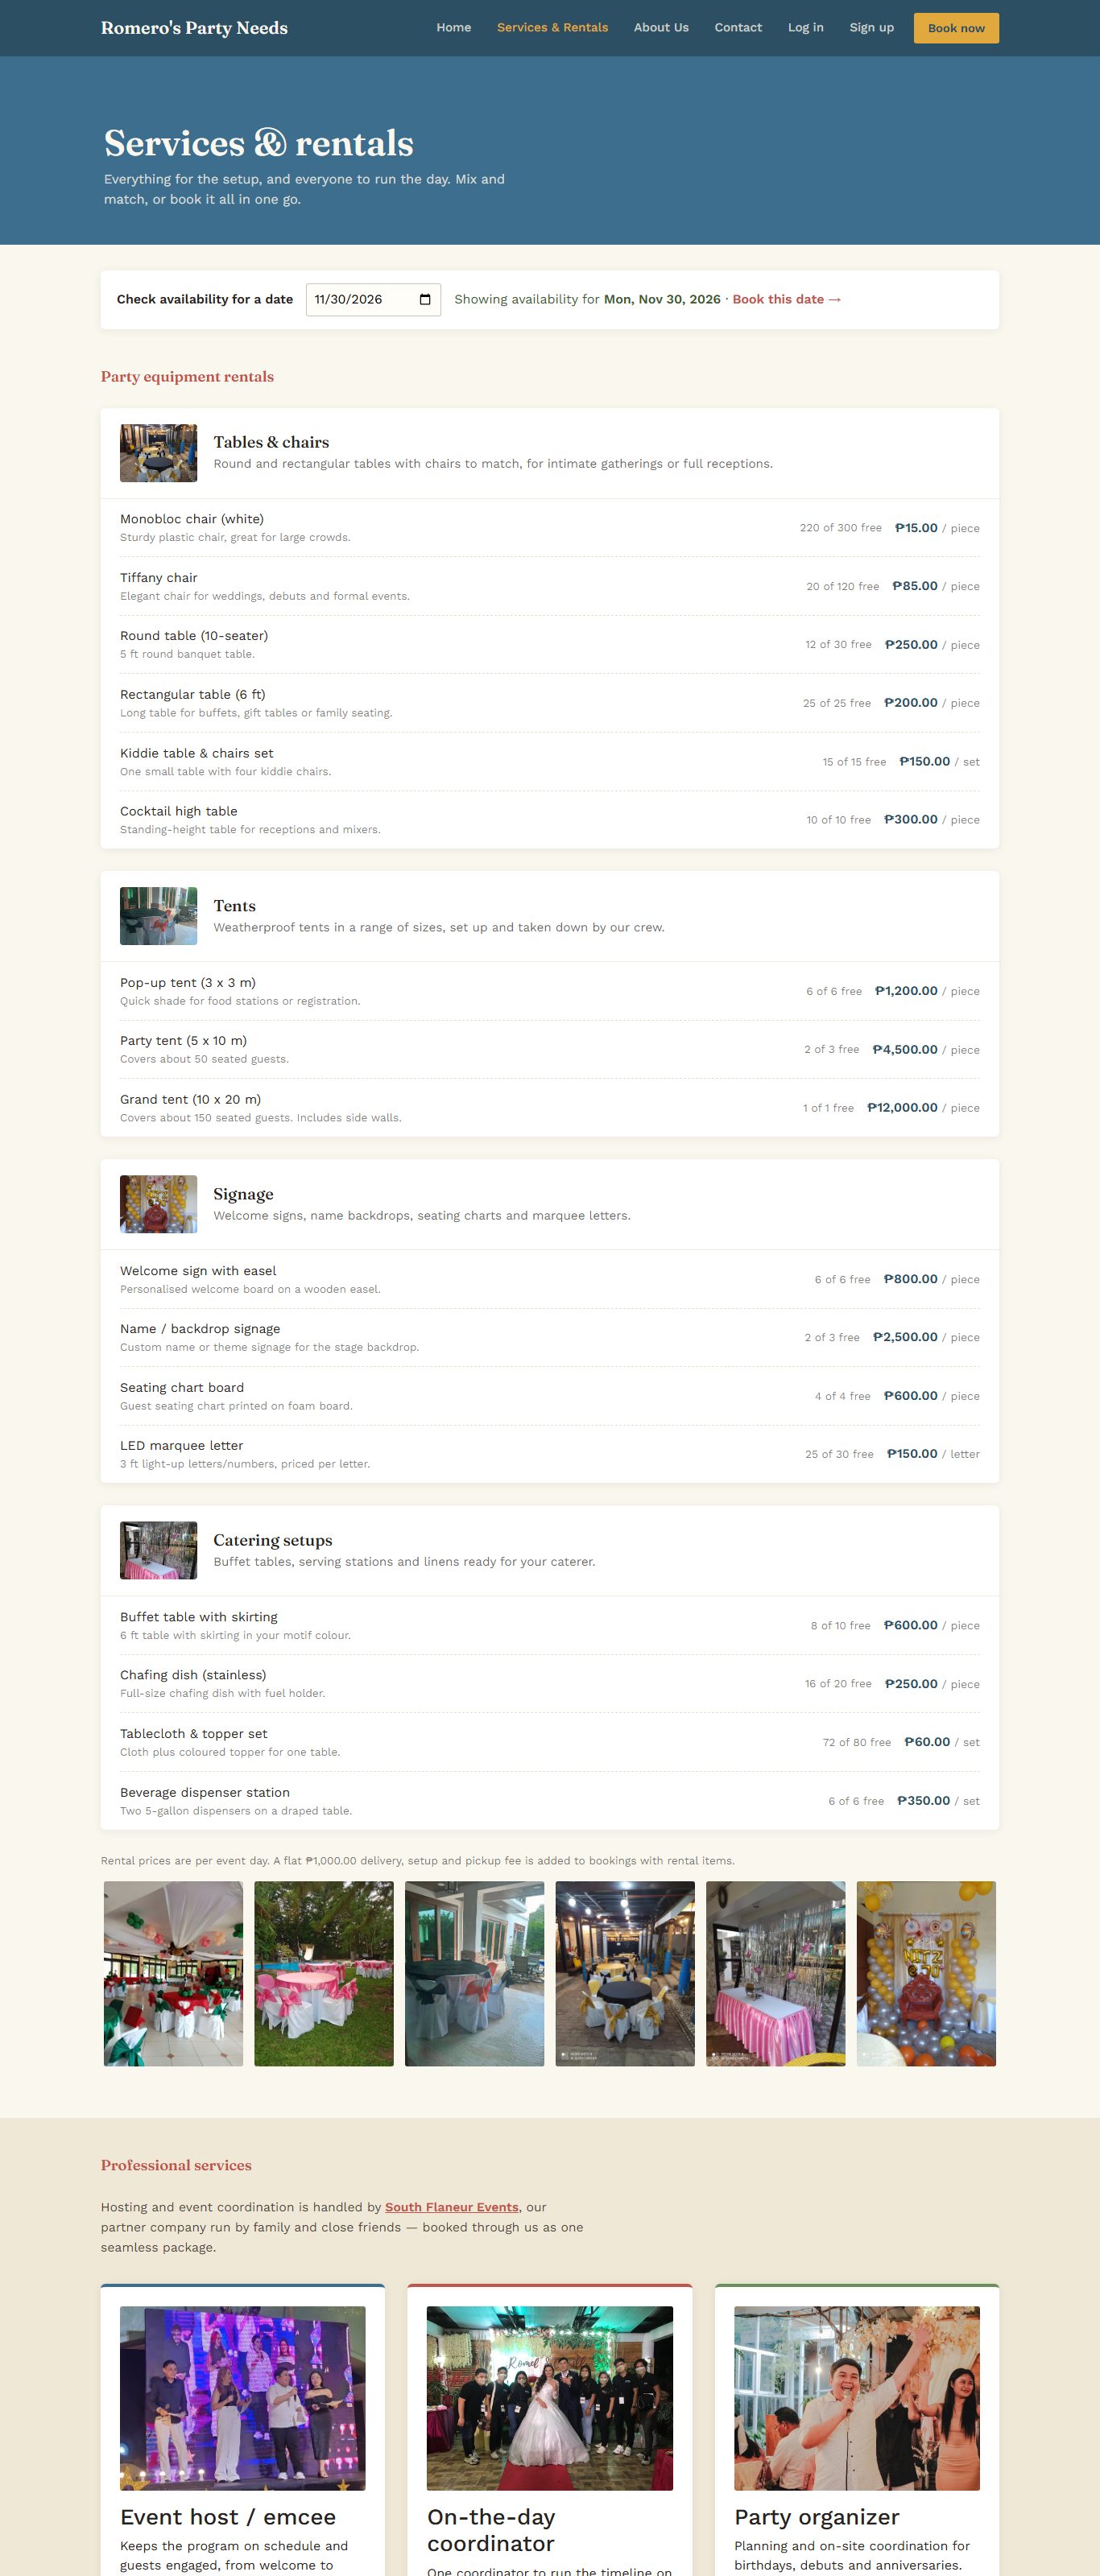 Romero's Party Needs
Home Services & Rentals About Us Contact Log in Sign up Book now
Services & rentals
Everything for the setup, and everyone to run the day. Mix and
match, or book it all in one go.
Check availability for a date 11/30/2026 Showing availability for Mon, Nov 30, 2026 · Book this date →
Party equipment rentals
Tables & chairs
Round and rectangular tables with chairs to match, for intimate gatherings or full receptions.
Monobloc chair (white)
Sturdy plastic chair, great for large crowds.
220 of 300 free ₱15.00 / piece
Tiffany chair
Elegant chair for weddings, debuts and formal events.
20 of 120 free ₱85.00 / piece
Round table (10-seater)
5 ft round banquet table.
12 of 30 free ₱250.00 / piece
Rectangular table (6 ft)
Long table for buffets, gift tables or family seating.
25 of 25 free ₱200.00 / piece
Kiddie table & chairs set
One small table with four kiddie chairs.
15 of 15 free ₱150.00 / set
Cocktail high table
Standing-height table for receptions and mixers.
10 of 10 free ₱300.00 / piece
Tents
Weatherproof tents in a range of sizes, set up and taken down by our crew.
Pop-up tent (3 x 3 m)
Quick shade for food stations or registration.
6 of 6 free ₱1,200.00 / piece
Party tent (5 x 10 m)
Covers about 50 seated guests.
2 of 3 free ₱4,500.00 / piece
Grand tent (10 x 20 m)
Covers about 150 seated guests. Includes side walls.
1 of 1 free ₱12,000.00 / piece
Signage
Welcome signs, name backdrops, seating charts and marquee letters.
Welcome sign with easel
Personalised welcome board on a wooden easel.
6 of 6 free ₱800.00 / piece
Name / backdrop signage
Custom name or theme signage for the stage backdrop.
2 of 3 free ₱2,500.00 / piece
Seating chart board
Guest seating chart printed on foam board.
4 of 4 free ₱600.00 / piece
LED marquee letter
3 ft light-up letters/numbers, priced per letter.
25 of 30 free ₱150.00 / letter
Catering setups
Buffet tables, serving stations and linens ready for your caterer.
Buffet table with skirting
6 ft table with skirting in your motif colour.
8 of 10 free ₱600.00 / piece
Chafing dish (stainless)
Full-size chafing dish with fuel holder.
16 of 20 free ₱250.00 / piece
Tablecloth & topper set
Cloth plus coloured topper for one table.
72 of 80 free ₱60.00 / set
Beverage dispenser station
Two 5-gallon dispensers on a draped table.
6 of 6 free ₱350.00 / set
Rental prices are per event day. A flat ₱1,000.00 delivery, setup and pickup fee is added to bookings with rental items.
Professional services
Hosting and event coordination is handled by South Flaneur Events, our
partner company run by family and close friends — booked through us as one
seamless package.
Event host / emcee
Keeps the program on schedule and
guests engaged, from welcome to
On-the-day
coordinator
One coordinator to run the timeline on
Party organizer
Planning and on-site coordination for
birthdays, debuts and anniversaries.